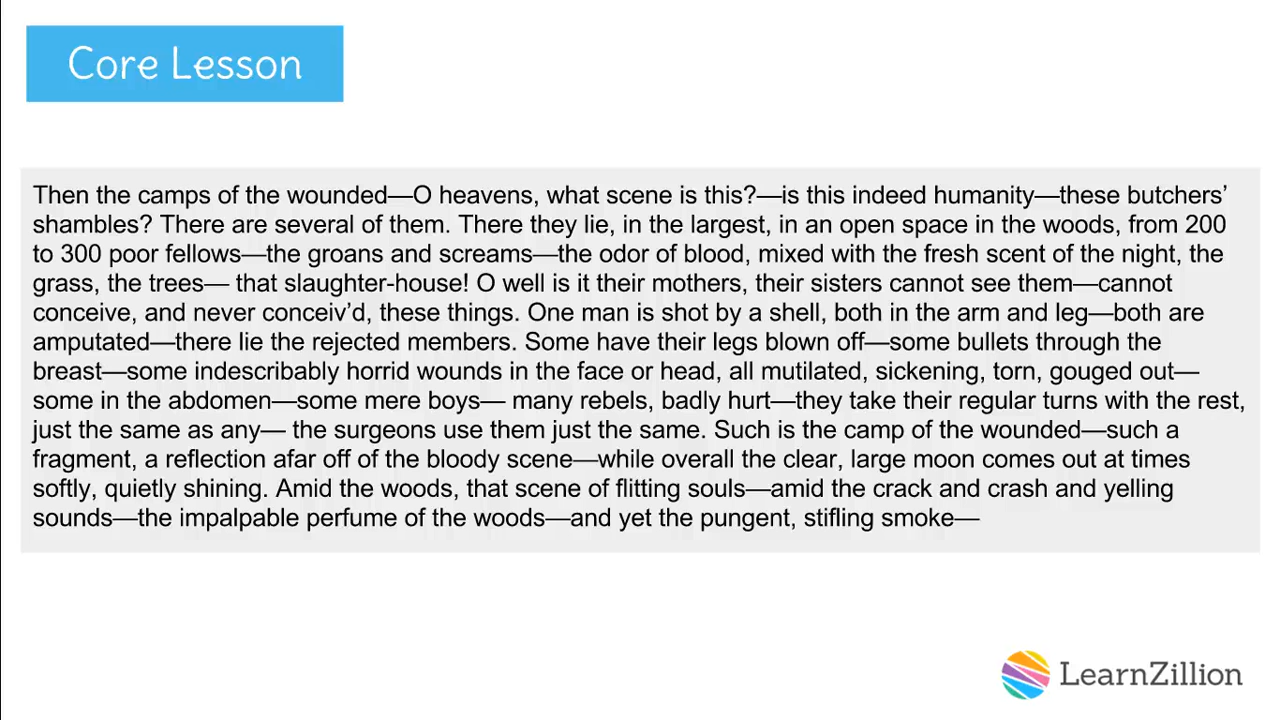 Core Lesson
Then the camps of the wounded—O heavens, what scene is this?—is this indeed humanity—these butchers’
shambles? There are several of them. There they lie, in the largest, in an open space in the woods, from 200
to 300 poor fellows—the groans and screams—the odor of blood, mixed with the fresh scent of the night, the
grass, the trees— that slaughter-house! O well is it their mothers, their sisters cannot see them—cannot
conceive, and never conceiv’d, these things. One man is shot by a shell, both in the arm and leg—both are
amputated—there lie the rejected members. Some have their legs blown off—some bullets through the
breast—some indescribably horrid wounds in the face or head, all mutilated, sickening, torn, gouged out—
some in the abdomen—some mere boys— many rebels, badly hurt—they take their regular turns with the rest,
just the same as any— the surgeons use them just the same. Such is the camp of the wounded—such a
fragment, a reflection afar off of the bloody scene—while overall the clear, large moon comes out at times
softly, quietly shining. Amid the woods, that scene of flitting souls—amid the crack and crash and yelling
sounds—the impalpable perfume of the woods—and yet the pungent, stifling smoke—
LearnZillion